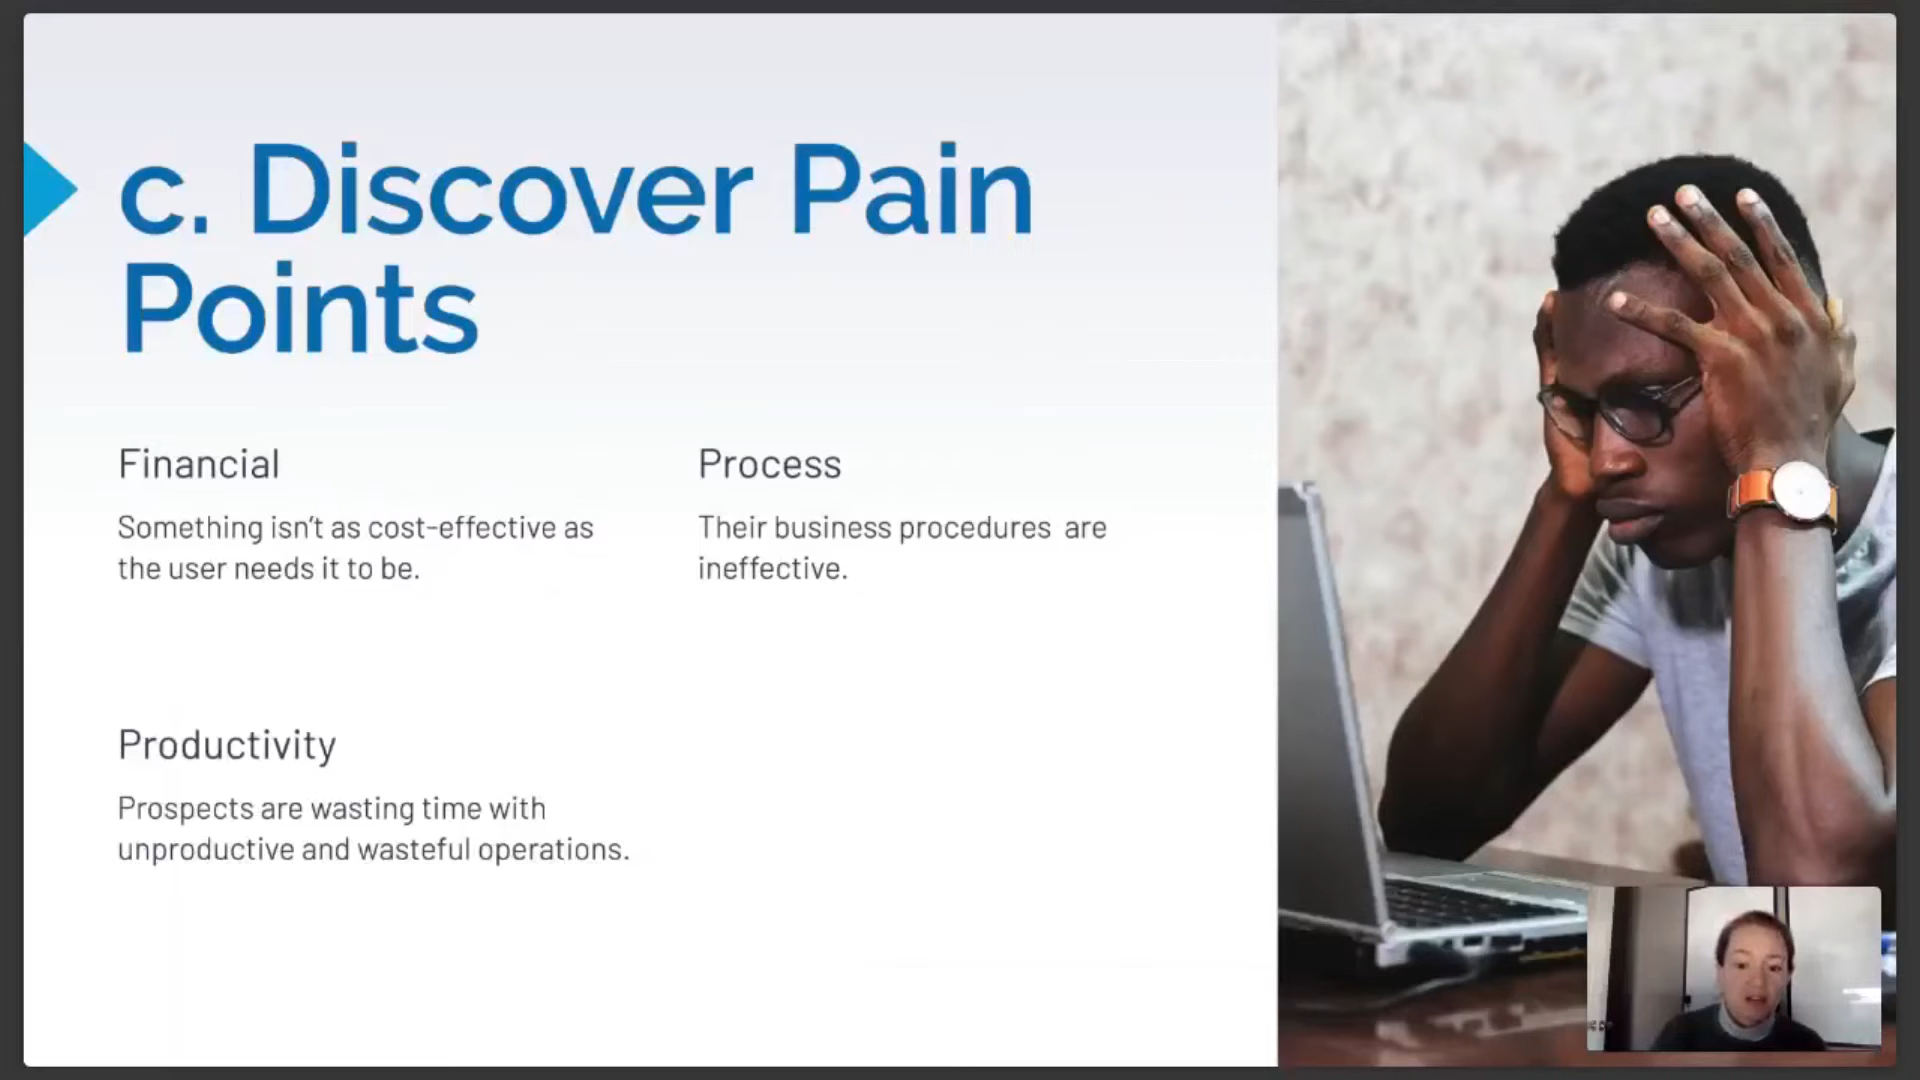 c. Discover Pain
Points
Financial
Something isn't as cost-effective as
the user needs it to be.
Process
Their business procedures  are
ineffective.
Productivity
Prospects are wasting time with
unproductive and wasteful operations.